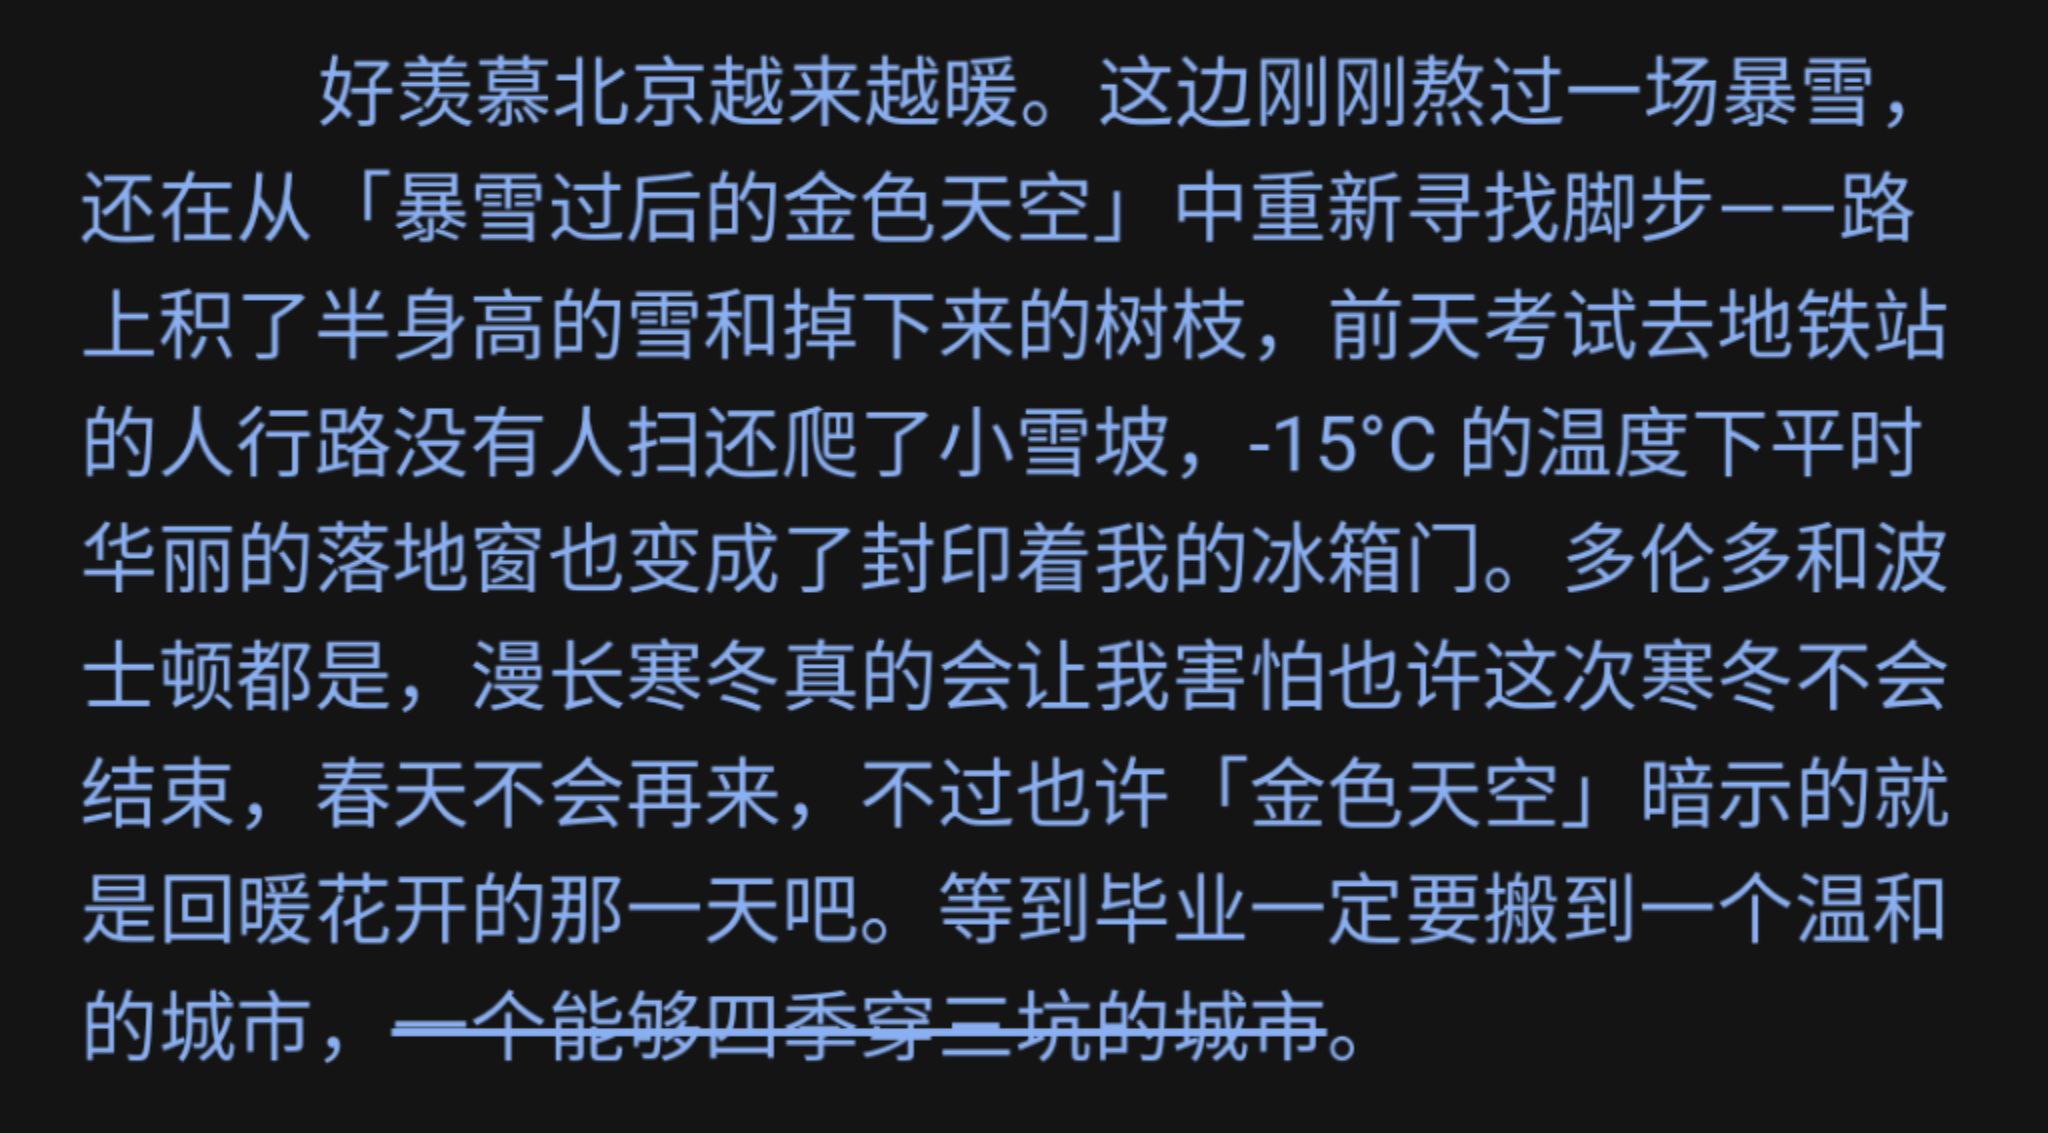 好羡慕北京越来越暖。这边刚刚熬过一场暴雪，
还在从「暴雪过后的金色天空」中重新寻找脚步——路
上积了半身高的雪和掉下来的树枝，前天考试去地铁站
的人行路没有人扫还爬了小雪坡，-15°C 的温度下平时
华丽的落地窗也变成了封印着我的冰箱门。多伦多和波
士顿都是，漫长寒冬真的会让我害怕也许这次寒冬不会
结束，春天不会再来，不过也许「金色天空」暗示的就
是回暖花开的那一天吧。等到毕业一定要搬到一个温和
的城市，一个能够四季穿三坑的城市。